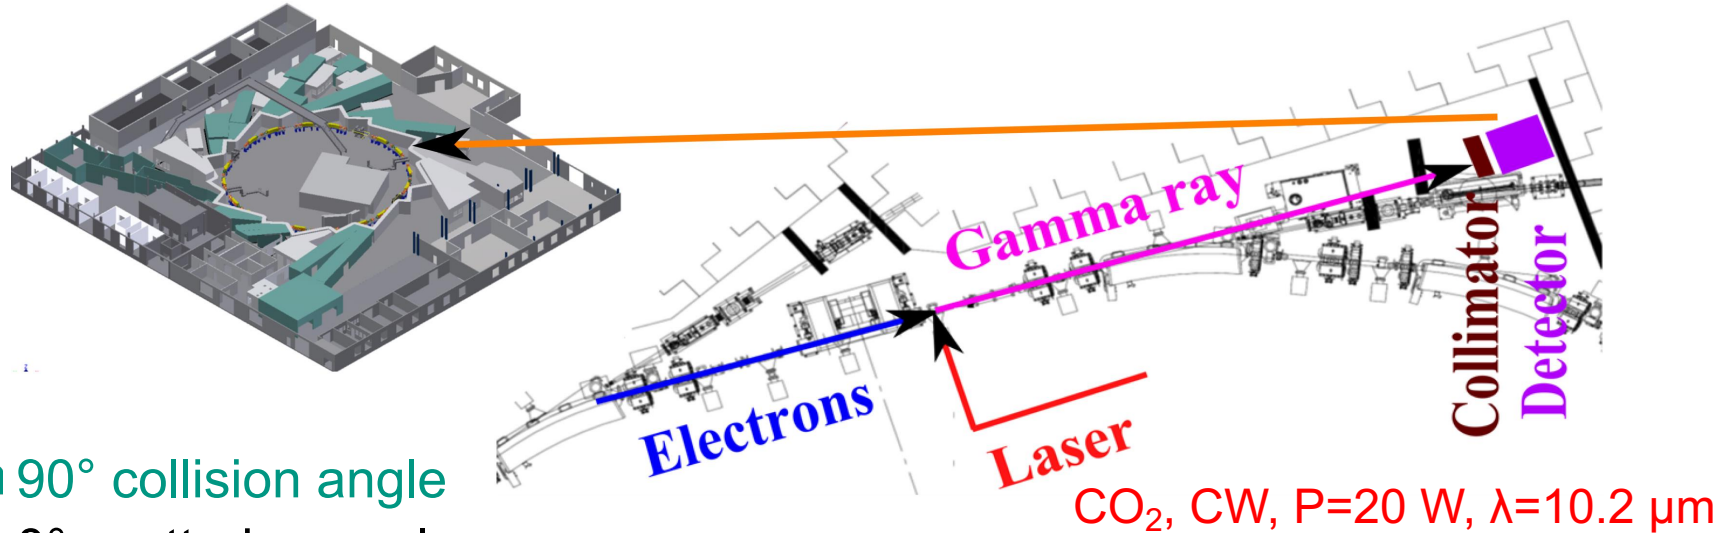 Gamma ray
Collimator
Detector
Electrons
Laser
90° collision angle
CO₂, CW, P=20 W, λ=10.2 µm